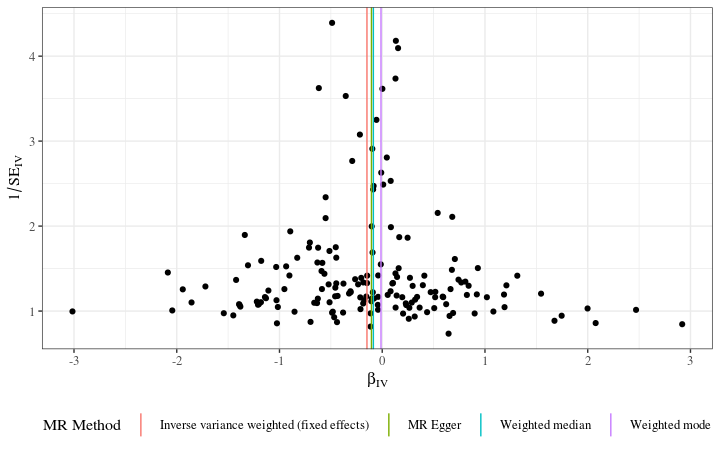 4
3
2
1
1/SE_IV
-3 -2 -1 0 1 2 3
β_IV
MR Method Inverse variance weighted (fixed effects) MR Egger Weighted median Weighted mode